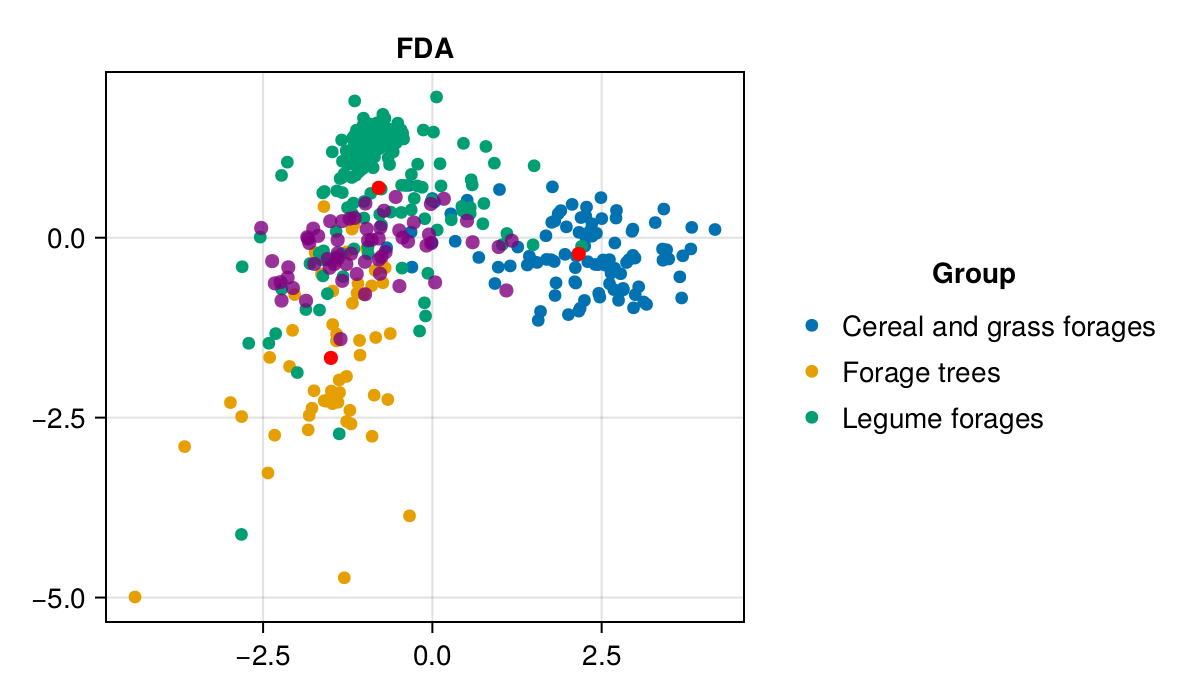 FDA
0.0
−2.5
−5.0
−2.5
0.0
2.5
Group
Cereal and grass forages
Forage trees
Legume forages